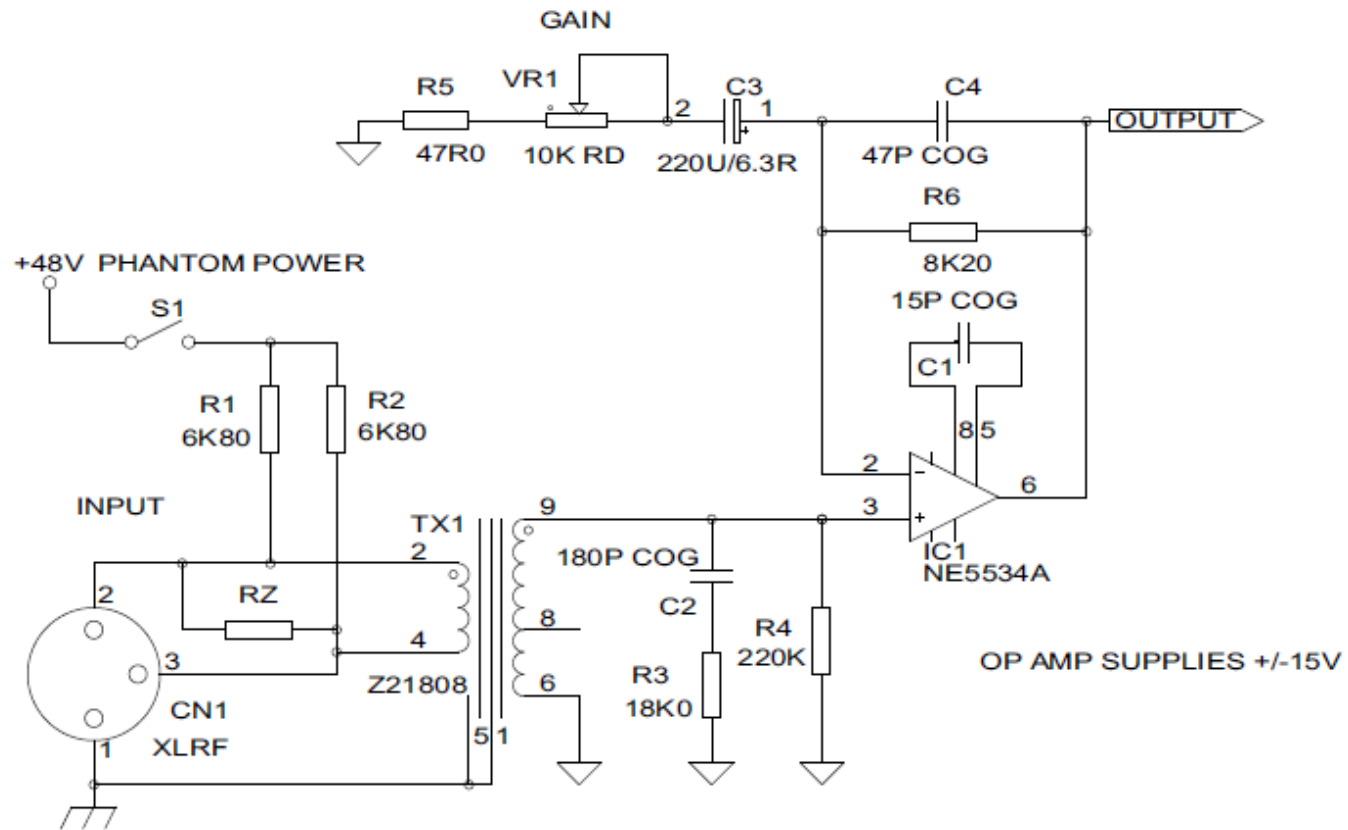 GAIN
R5
VR1
C3
C4
2
1
OUTPUT
47R0
10K RD
220U/6.3R
+
47P COG
R6
8K20
+48V PHANTOM POWER
S1
15P COG
C1
R1
6K80
R2
6K80
8
5
2
-
6
3
+
INPUT
TX1
9
2
180P COG
IC1
NE5534A
2
RZ
C2
8
4
R4
220K
3
Z21808
R3
18K0
6
OP AMP SUPPLIES +/-15V
CN1
XLRF
5
1
1